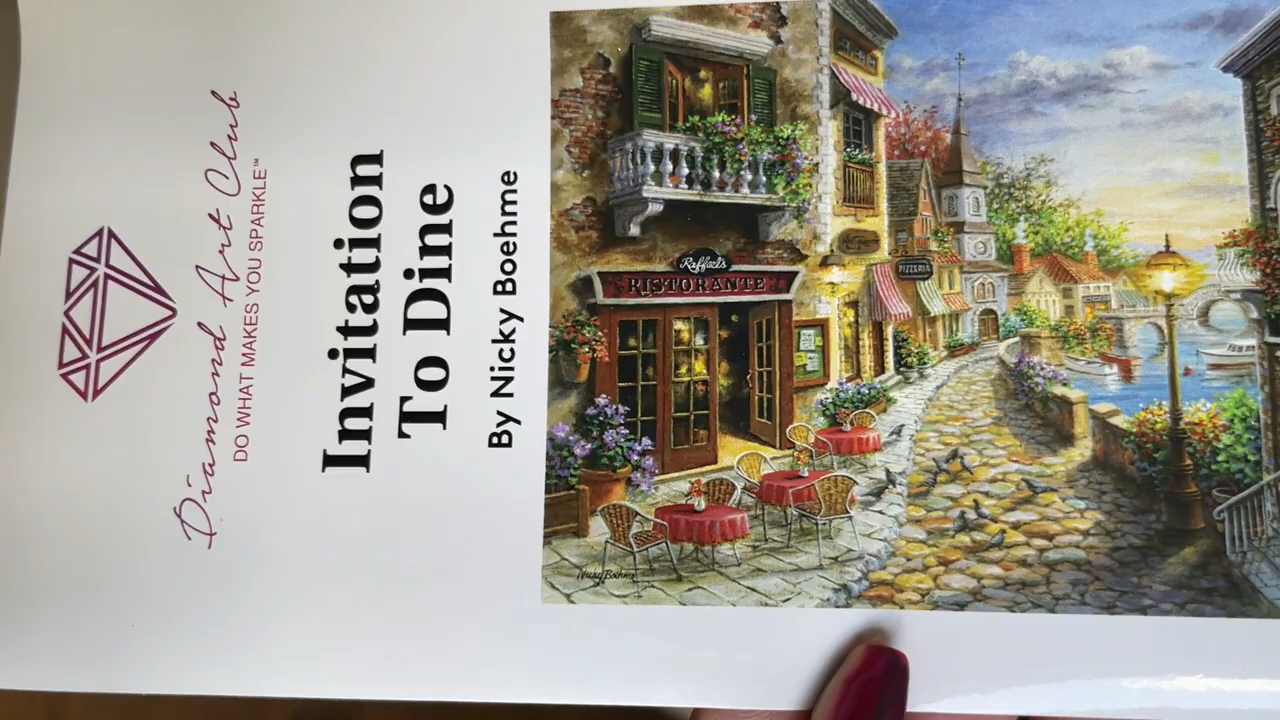 Diamond Art Club
DO WHAT MAKES YOU SPARKLE™
Invitation
To Dine
By Nicky Boehme
Raffael's
RISTORANTE
PIZZERIA
Nicky Boehme